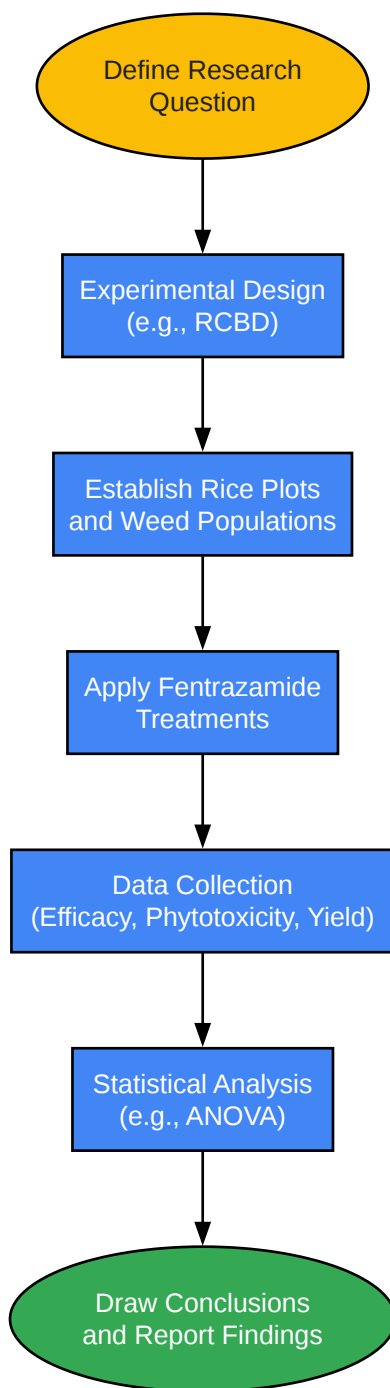 Define Research
Question
Experimental Design
(e.g., RCBD)
Establish Rice Plots
and Weed Populations
Apply Fentrazamide
Treatments
Data Collection
(Efficacy, Phytotoxicity, Yield)
Statistical Analysis
(e.g., ANOVA)
Draw Conclusions
and Report Findings